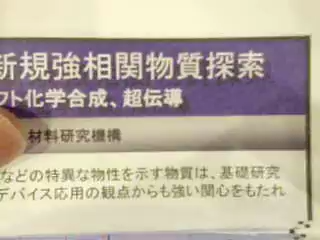 新規強相関物質探索
フト化学合成、超伝導
材料研究機構
などの特異な物性を示す物質は、基礎研究
デバイス応用の観点からも強い関心をもたれ